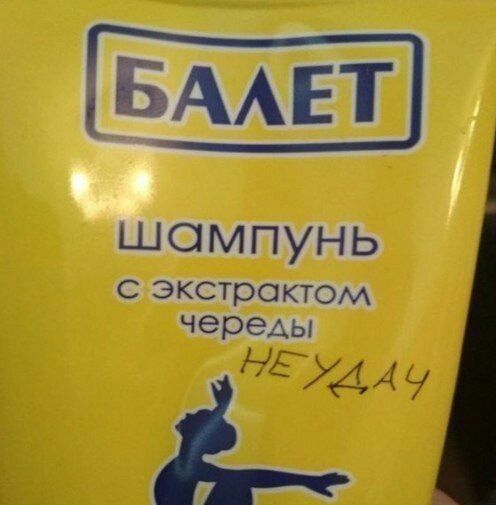 БАЛЕТ
шампунь
с экстрактом
череды
НЕУДАЧ